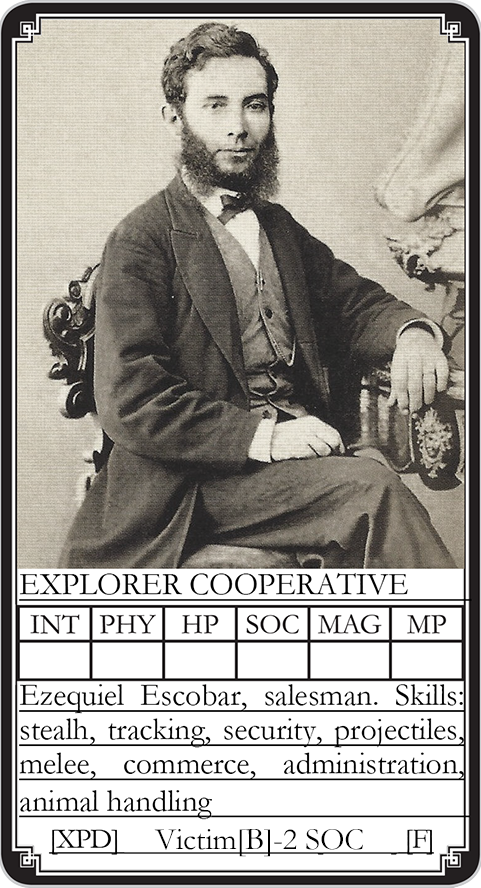 EXPLORER COOPERATIVE
INT PHY HP SOC MAG MP
Ezequiel Escobar, salesman. Skills:
stealh, tracking, security, projectiles,
melee, commerce, administration,
animal handling
[XPD] Victim[B]-2 SOC [F]